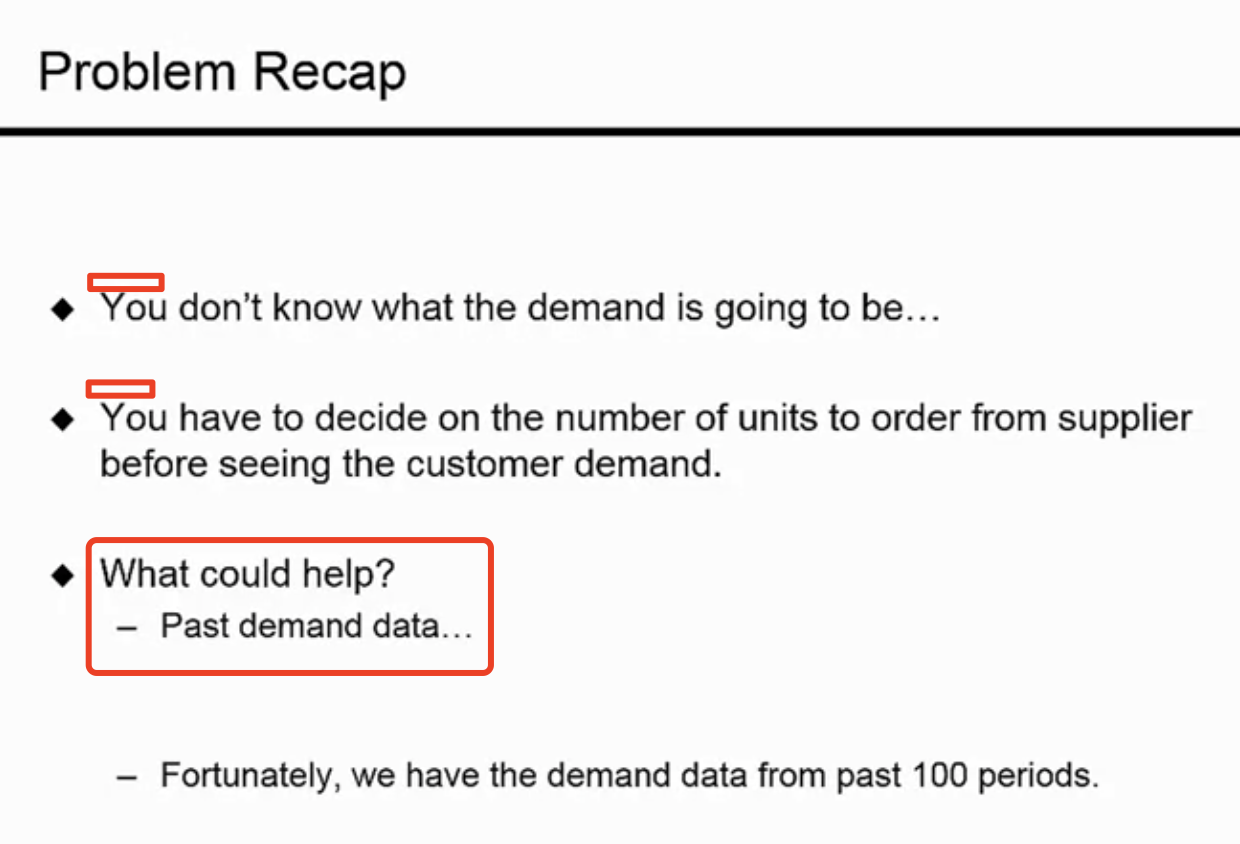 Problem Recap
You don't know what the demand is going to be…
You have to decide on the number of units to order from supplier
before seeing the customer demand.
What could help?
– Past demand data…
– Fortunately, we have the demand data from past 100 periods.